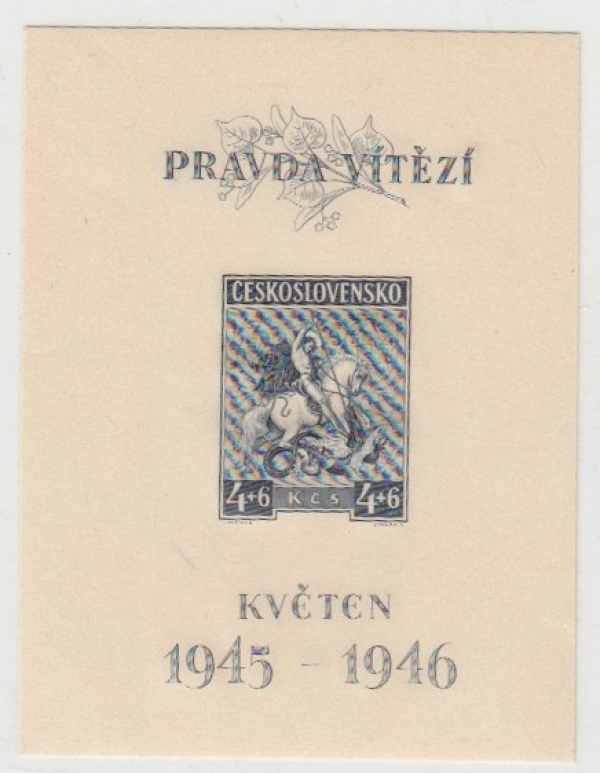 PRAVDA VÍTĚZÍ
ČESKOSLOVENSKO
4+6 KČS 4+6
KVĚTEN
1945 - 1946